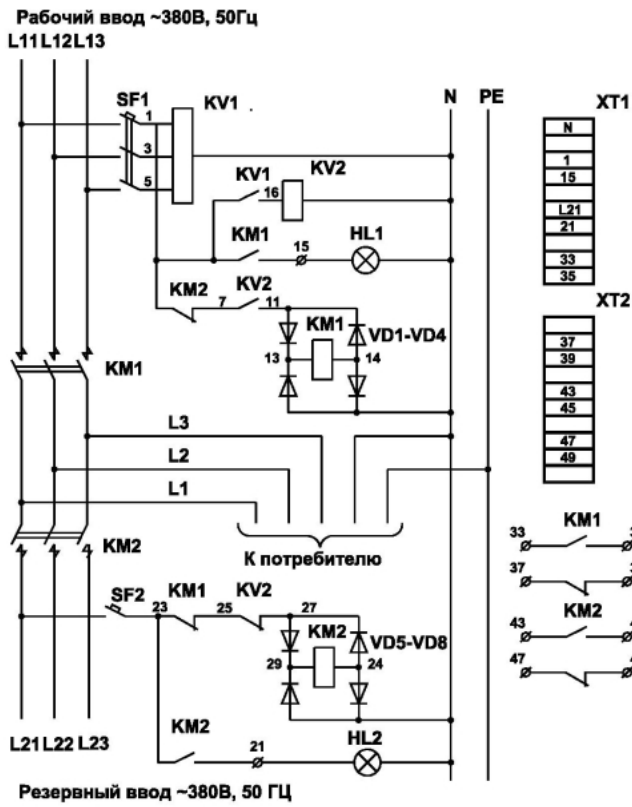 Рабочий ввод ~380В, 50Гц
L11 L12 L13
SF1
KV1
N PE
XT1
1
3
5
N
1
15
L21
21
33
35
KV1
16
KV2
KM1
15
HL1
KM2
7
KV2
11
KM1
VD1-VD4
13
14
KM1
XT2
37
39
43
45
47
49
L3
L2
L1
KM2
К потребителю
33
KM1
37
KM2
43
47
SF2
23
KM1
25
KV2
27
KM2
VD5-VD8
29
24
KM2
21
HL2
L21 L22 L23
Резервный ввод ~380В, 50 ГЦ